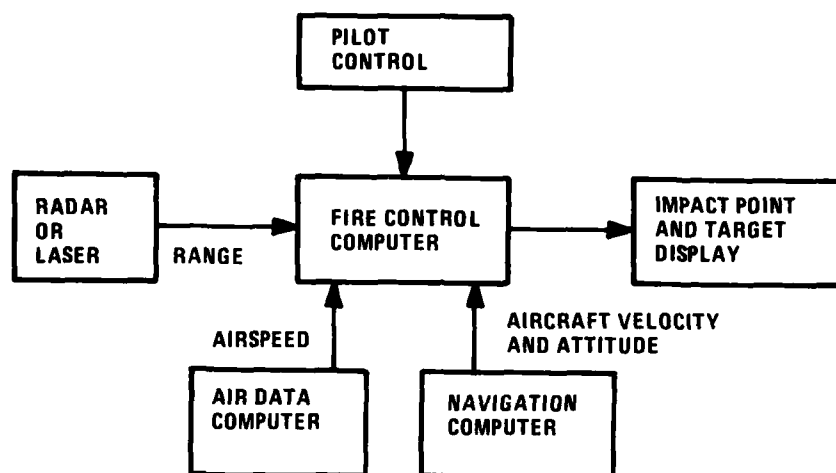 PILOT
CONTROL
RADAR
OR
LASER
RANGE
FIRE CONTROL
COMPUTER
IMPACT POINT
AND TARGET
DISPLAY
AIRSPEED
AIRCRAFT VELOCITY
AND ATTITUDE
AIR DATA
COMPUTER
NAVIGATION
COMPUTER